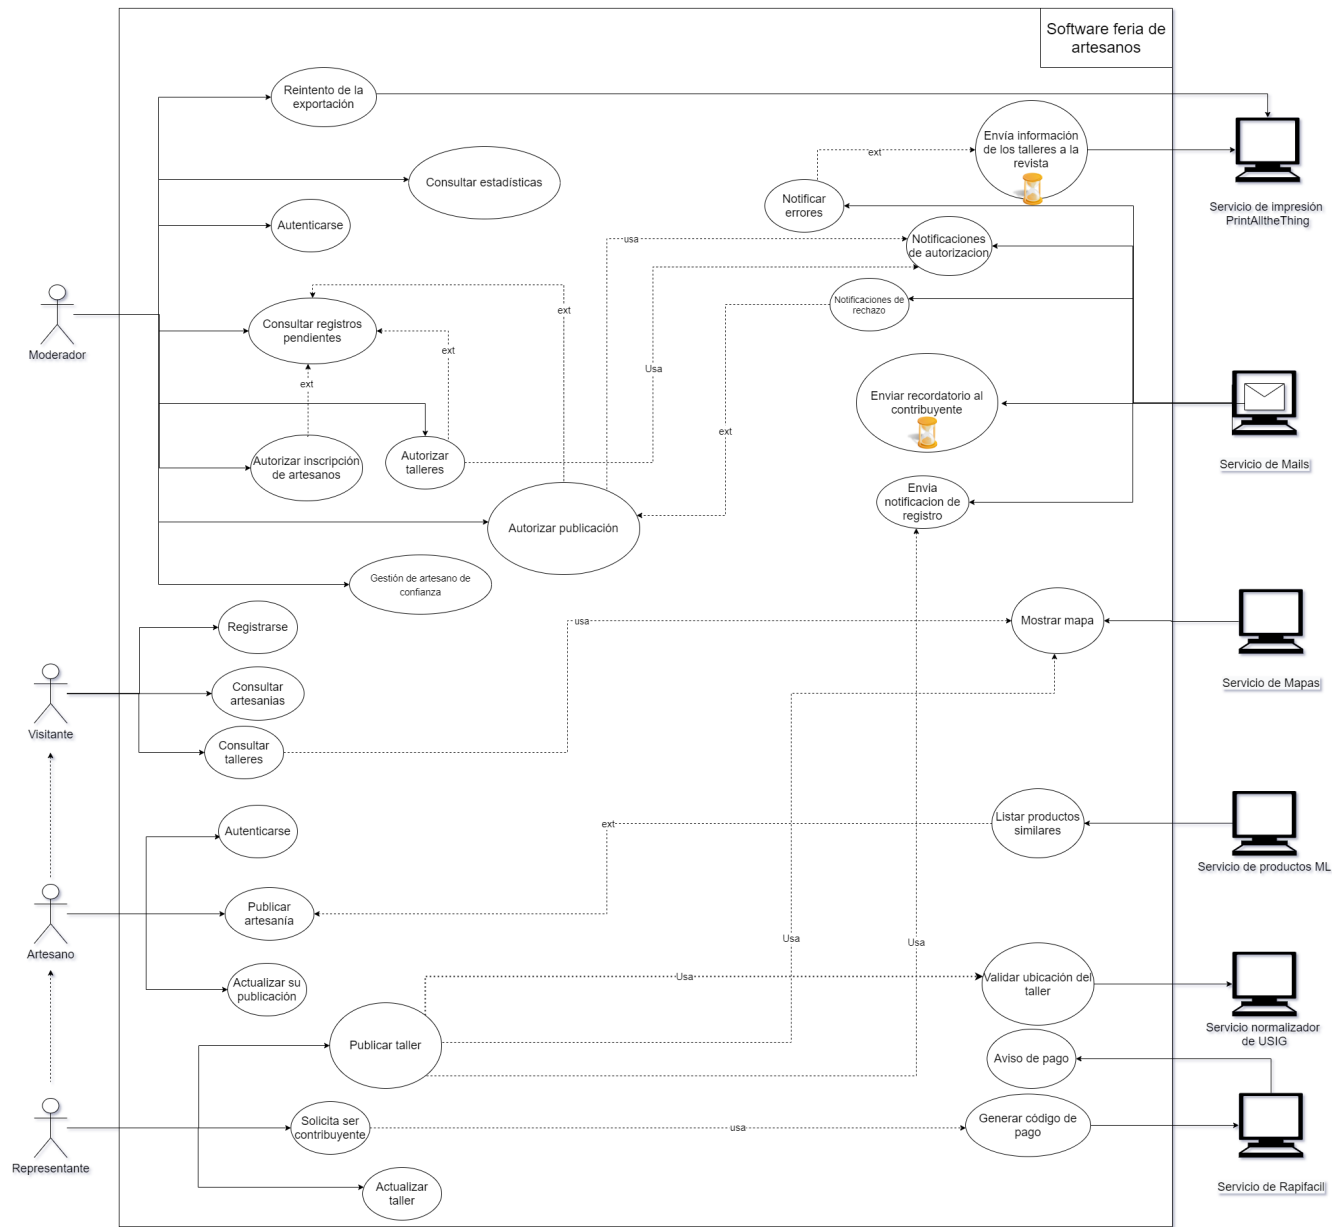 Software feria de
artesanos
Reintento de la
exportación
Envía información
de los talleres a la
revista
ext
Consultar estadísticas
Notificar
errores
Servicio de impresión
PrintAlltheThing
Autenticarse
usa
Notificaciones
de autorizacion
Notificaciones de
rechazo
ext
Consultar registros
pendientes
Moderador
ext
ext
Usa
Enviar recordatorio al
contribuyente
ext
Autorizar inscripción
de artesanos
Autorizar
talleres
Servicio de Mails
Envia
notificacion de
registro
Autorizar publicación
Gestión de artesano de
confianza
Registrarse
usa
Mostrar mapa
Consultar
artesanias
Servicio de Mapas
Visitante
Consultar
talleres
Autenticarse
ext
Listar productos
similares
Servicio de productos ML
Publicar
artesanía
Artesano
Usa
Usa
Actualizar su
publicación
Usa
Validar ubicación del
taller
Servicio normalizador
de USIG
Publicar taller
Aviso de pago
Solicita ser
contribuyente
usa
Generar código de
pago
Representante
Actualizar
taller
Servicio de Rapifacil